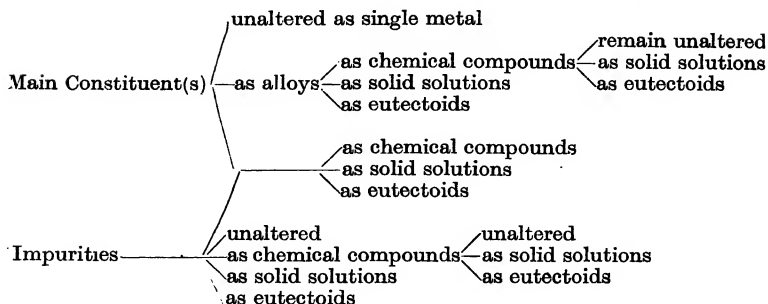 unaltered as single metal
remain unaltered
as chemical compounds
as solid solutions
Main Constituent(s) as alloys as solid solutions
as eutectoids
as eutectoids
as chemical compounds
as solid solutions
as eutectoids
unaltered
unaltered
Impurities as chemical compounds as solid solutions
as solid solutions
as eutectoids
as eutectoids